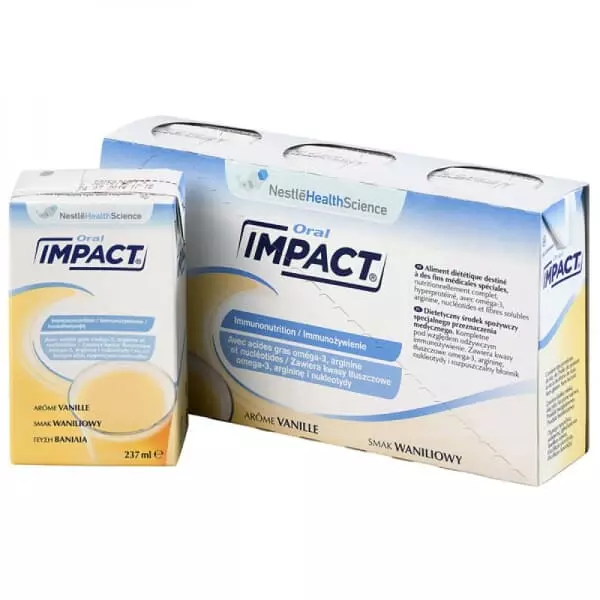 NestléHealthScience
Oral
IMPACT®
Immunonutrition / Immunożywienie /
ARÔME VANILLE
SMAK WANILIOWY
ΓΕΥΣΗ ΒΑΝΙΛΙΑ
237 ml e
NestléHealthScience
Oral
IMPACT®
Immunonutrition / Immunożywienie
Avec acides gras oméga-3, arginine
et nucléotides / Zawiera kwasy tłuszczowe
omega-3, argininę i nukleotydy
ARÔME VANILLE
SMAK WANILIOWY
Aliment diététique destiné
à des fins médicales spéciales,
nutritionnellement complet,
hyperprotéiné, avec oméga-3,
arginine, nucléotides et fibres solubles
Dietetyczny środek spożywczy
specjalnego przeznaczenia
medycznego. Kompletne
pod względem odżywczym
immunożywienie. Zawiera kwasy
tłuszczowe omega-3, argininę,
nukleotydy i rozpuszczalny błonnik